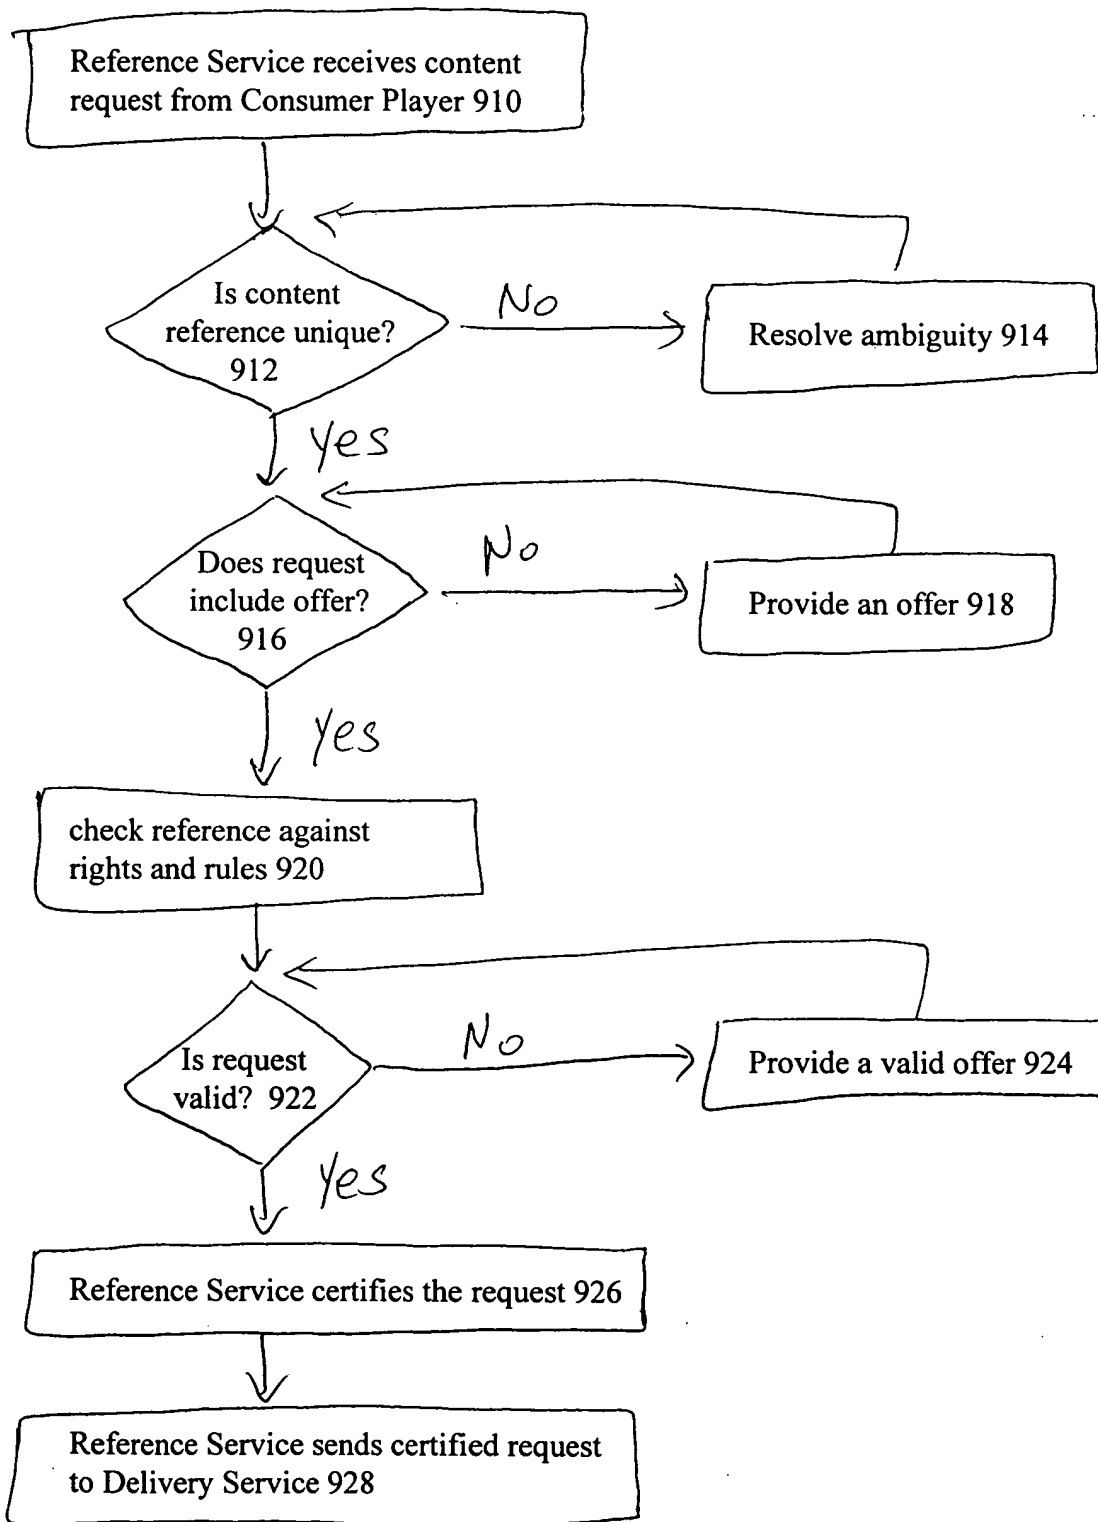 Reference Service receives content
request from Consumer Player 910
Is content
reference unique?
912
No
Resolve ambiguity 914
Yes
Does request
include offer?
916
No
Provide an offer 918
Yes
check reference against
rights and rules 920
Is request
valid? 922
No
Provide a valid offer 924
Yes
Reference Service certifies the request 926
Reference Service sends certified request
to Delivery Service 928